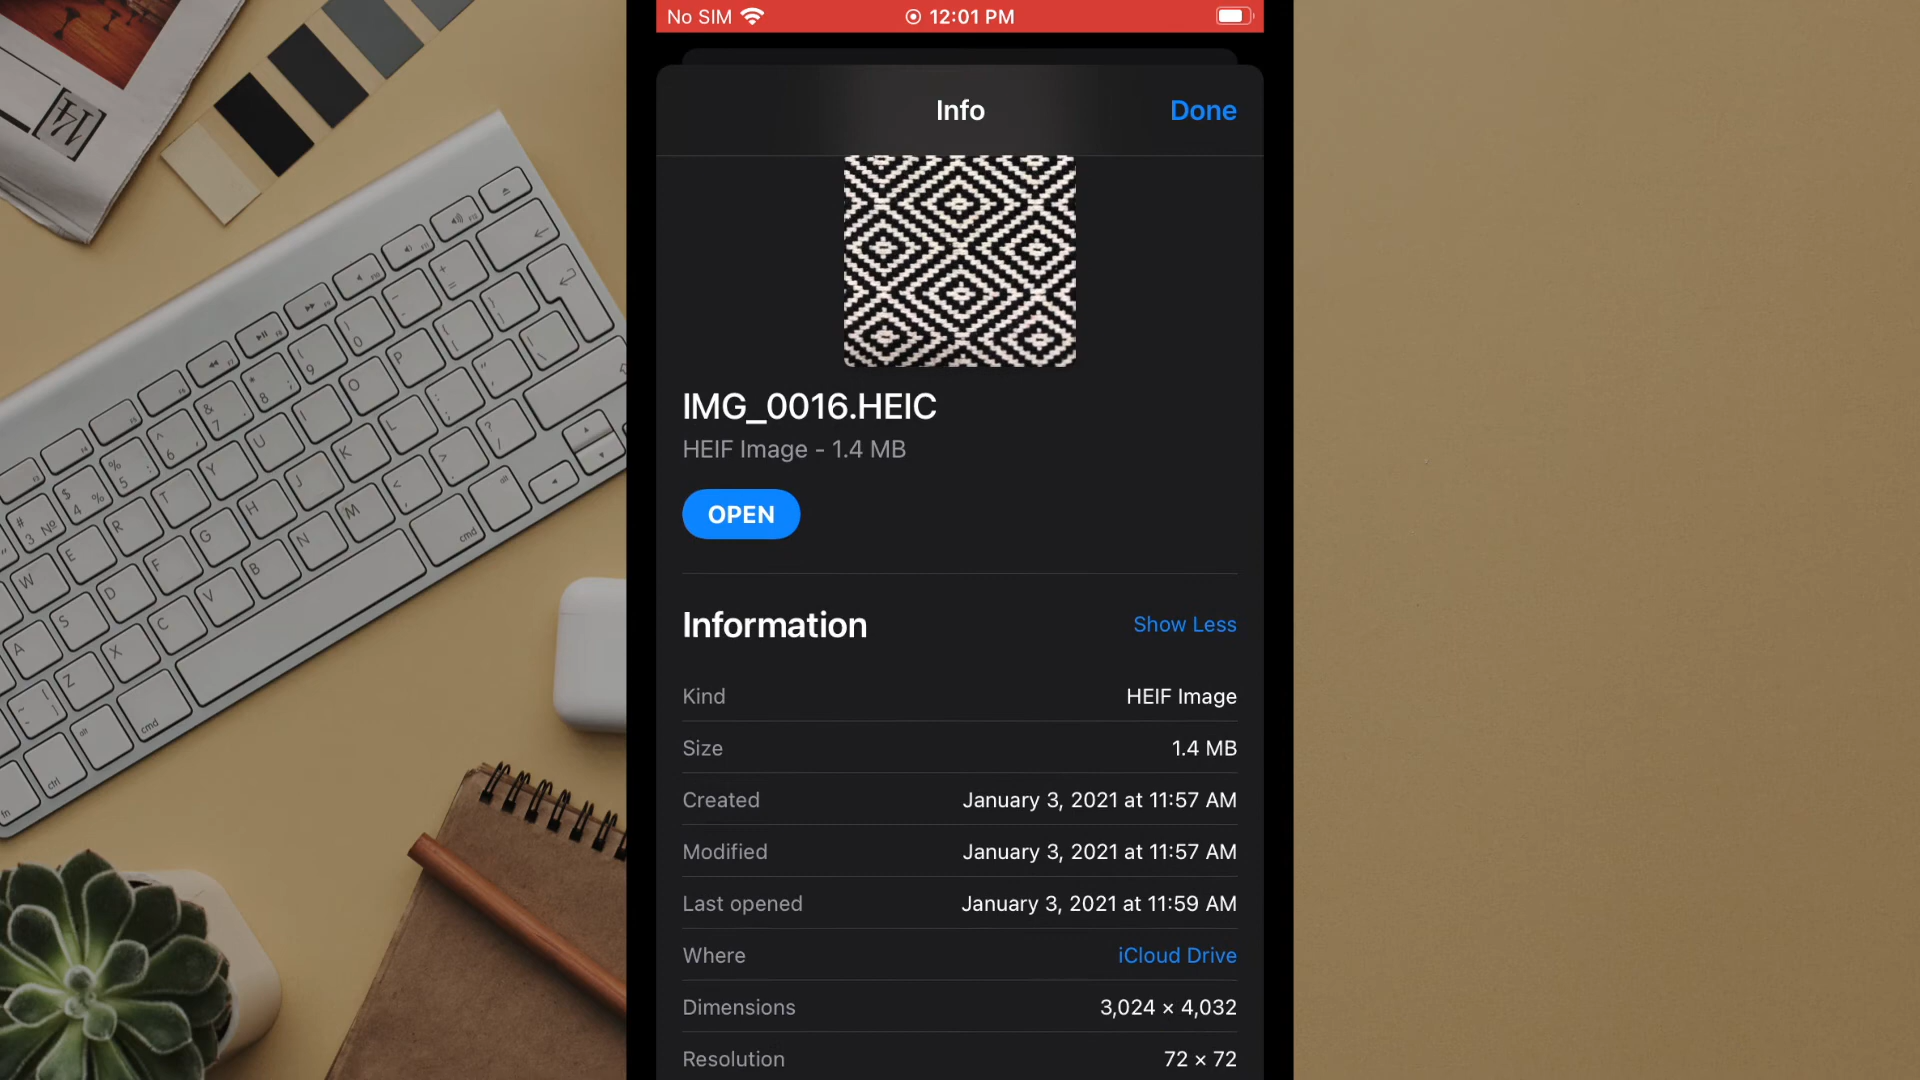 No SIM
12:01 PM
Info
Done
IMG_0016.HEIC
HEIF Image - 1.4 MB
OPEN
Information
Show Less
Kind
HEIF Image
Size
1.4 MB
Created
January 3, 2021 at 11:57 AM
Modified
January 3, 2021 at 11:57 AM
Last opened
January 3, 2021 at 11:59 AM
Where
iCloud Drive
Dimensions
3,024 × 4,032
Resolution
72 × 72